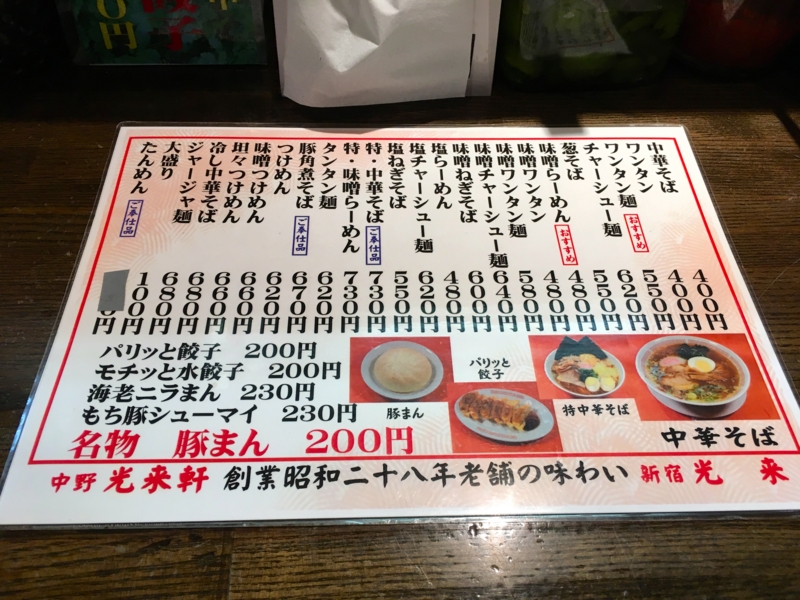 餃子
0円
中華そば 400円
ワンタン 400円
ワンタン麺 おすすめ 550円
チャーシュー麺 620円
葱そば 550円
味噌らーめん おすすめ 480円
味噌ワンタン 480円
味噌ワンタン麺 580円
味噌チャーシュー麺 640円
味噌ねぎそば 600円
塩らーめん 480円
塩チャーシュー麺 620円
塩ねぎそば 550円
特・中華そば ご奉仕品 730円
特・味噌らーめん 730円
タンタン麺 620円
豚角煮そば ご奉仕品 670円
つけめん 620円
味噌つけめん 660円
坦々つけめん 660円
冷し中華そば 680円
ジャージャ麺 680円
大盛り 100円
たんめん ご奉仕品 円
パリッと餃子 200円
モチッと水餃子 200円
海老ニラまん 230円
もち豚シューマイ 230円
名物 豚まん 200円
豚まん
パリッと
餃子
特中華そば
中華そば
中野 光来軒 創業昭和二十八年老舗の味わい 新宿 光来